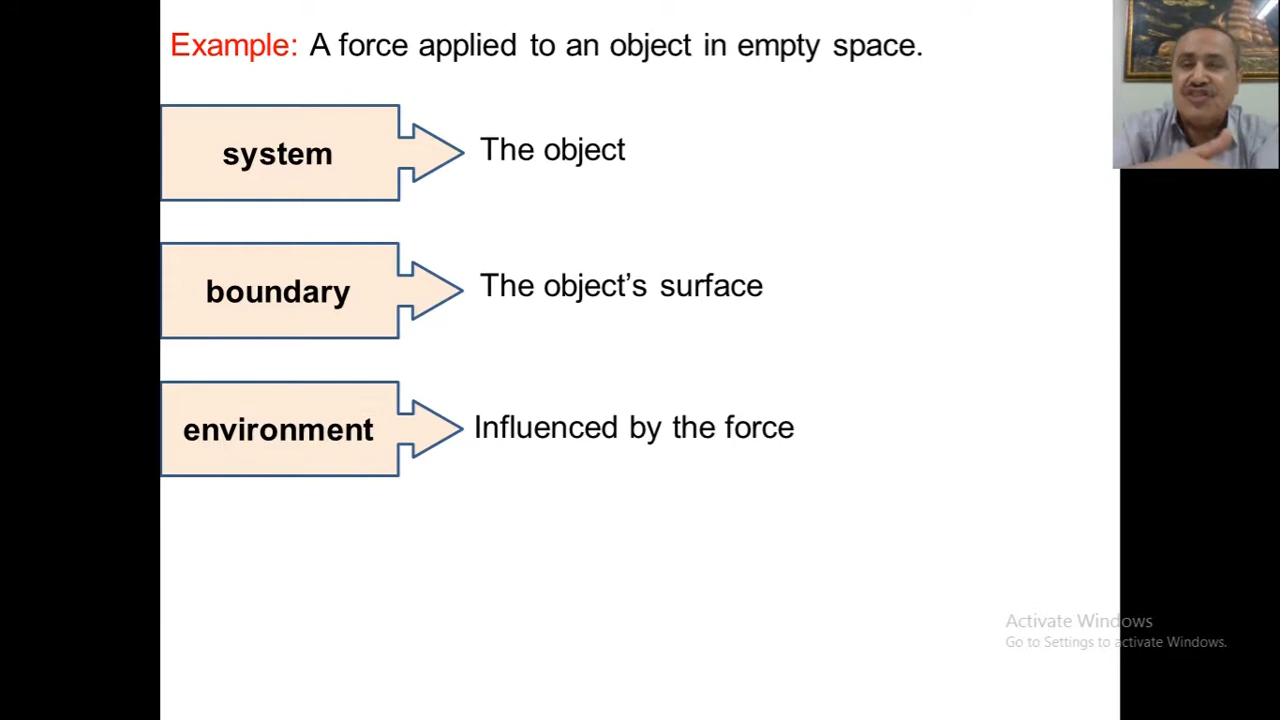 Example: A force applied to an object in empty space.
system
The object
boundary
The object’s surface
environment
Influenced by the force
Activate Windows
Go to Settings to activate Windows.